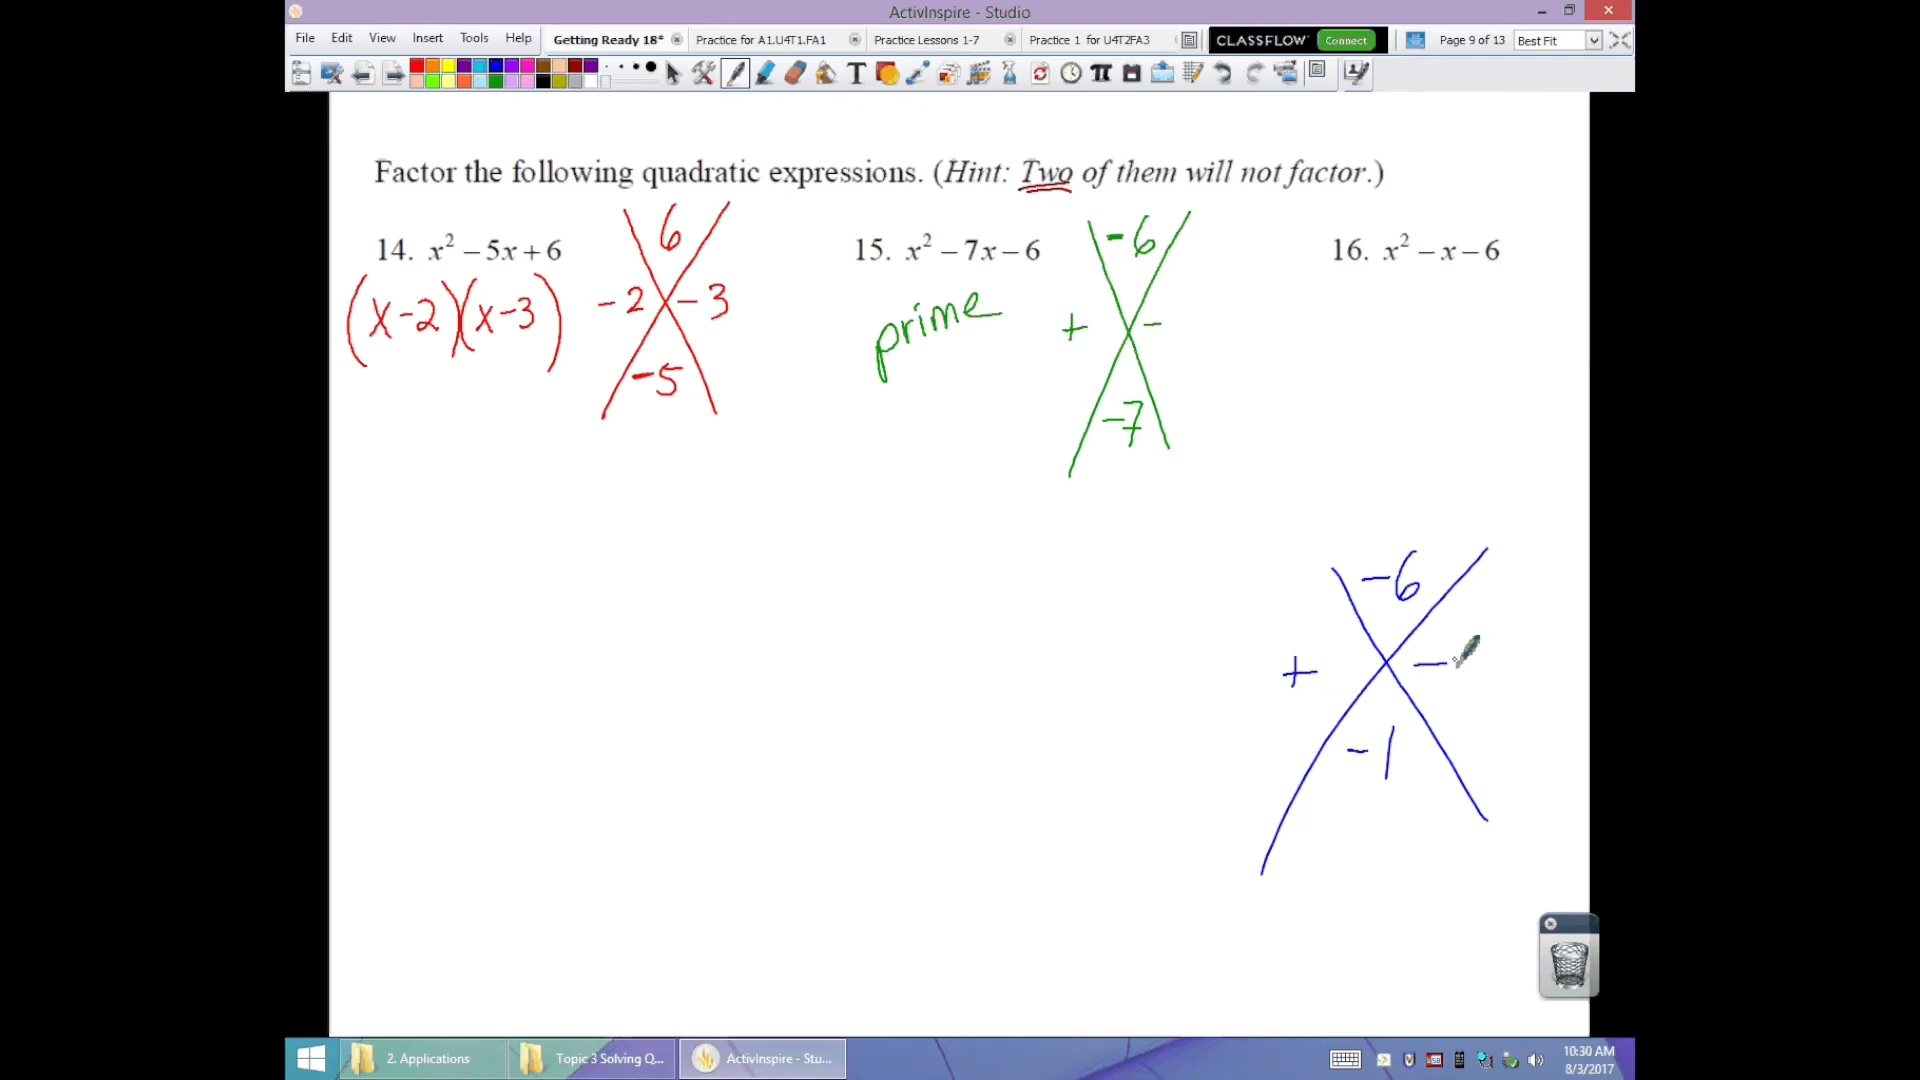 ActivInspire - Studio
File Edit View Insert Tools Help
Getting Ready 18* Practice for A1.U4T1.FA1 Practice Lessons 1-7 Practice 1 for U4T2FA3 CLASSFLOW Connect Page 9 of 13 Best Fit
Factor the following quadratic expressions. (Hint: Two of them will not factor.)
14. x² − 5x + 6
(x-2)(x-3)
6
-2 -3
-5
15. x² − 7x − 6
prime
-6
+ -
-7
16. x² − x − 6
-6
+ -
-1
2. Applications Topic 3 Solving Q... ActivInspire - Stu...
10:30 AM
8/3/2017